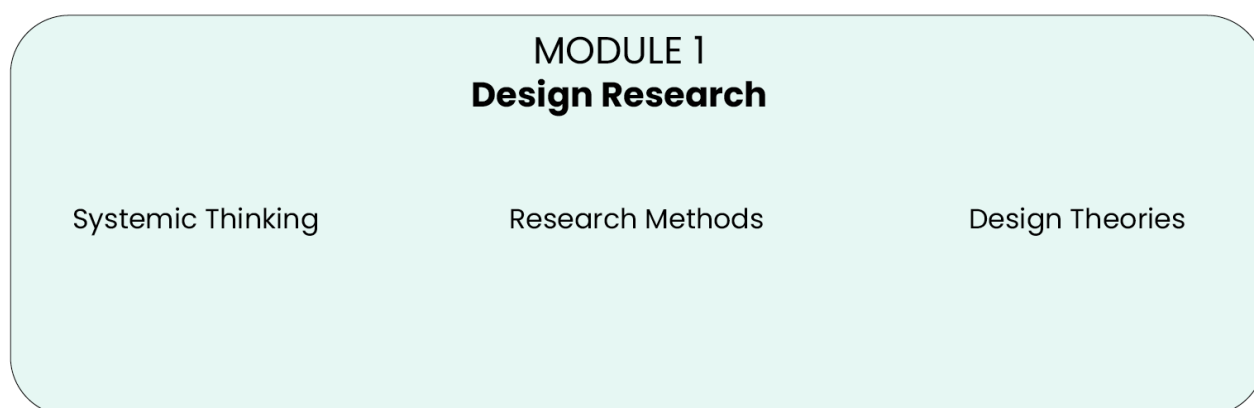 MODULE 1
Design Research
Systemic Thinking
Research Methods
Design Theories